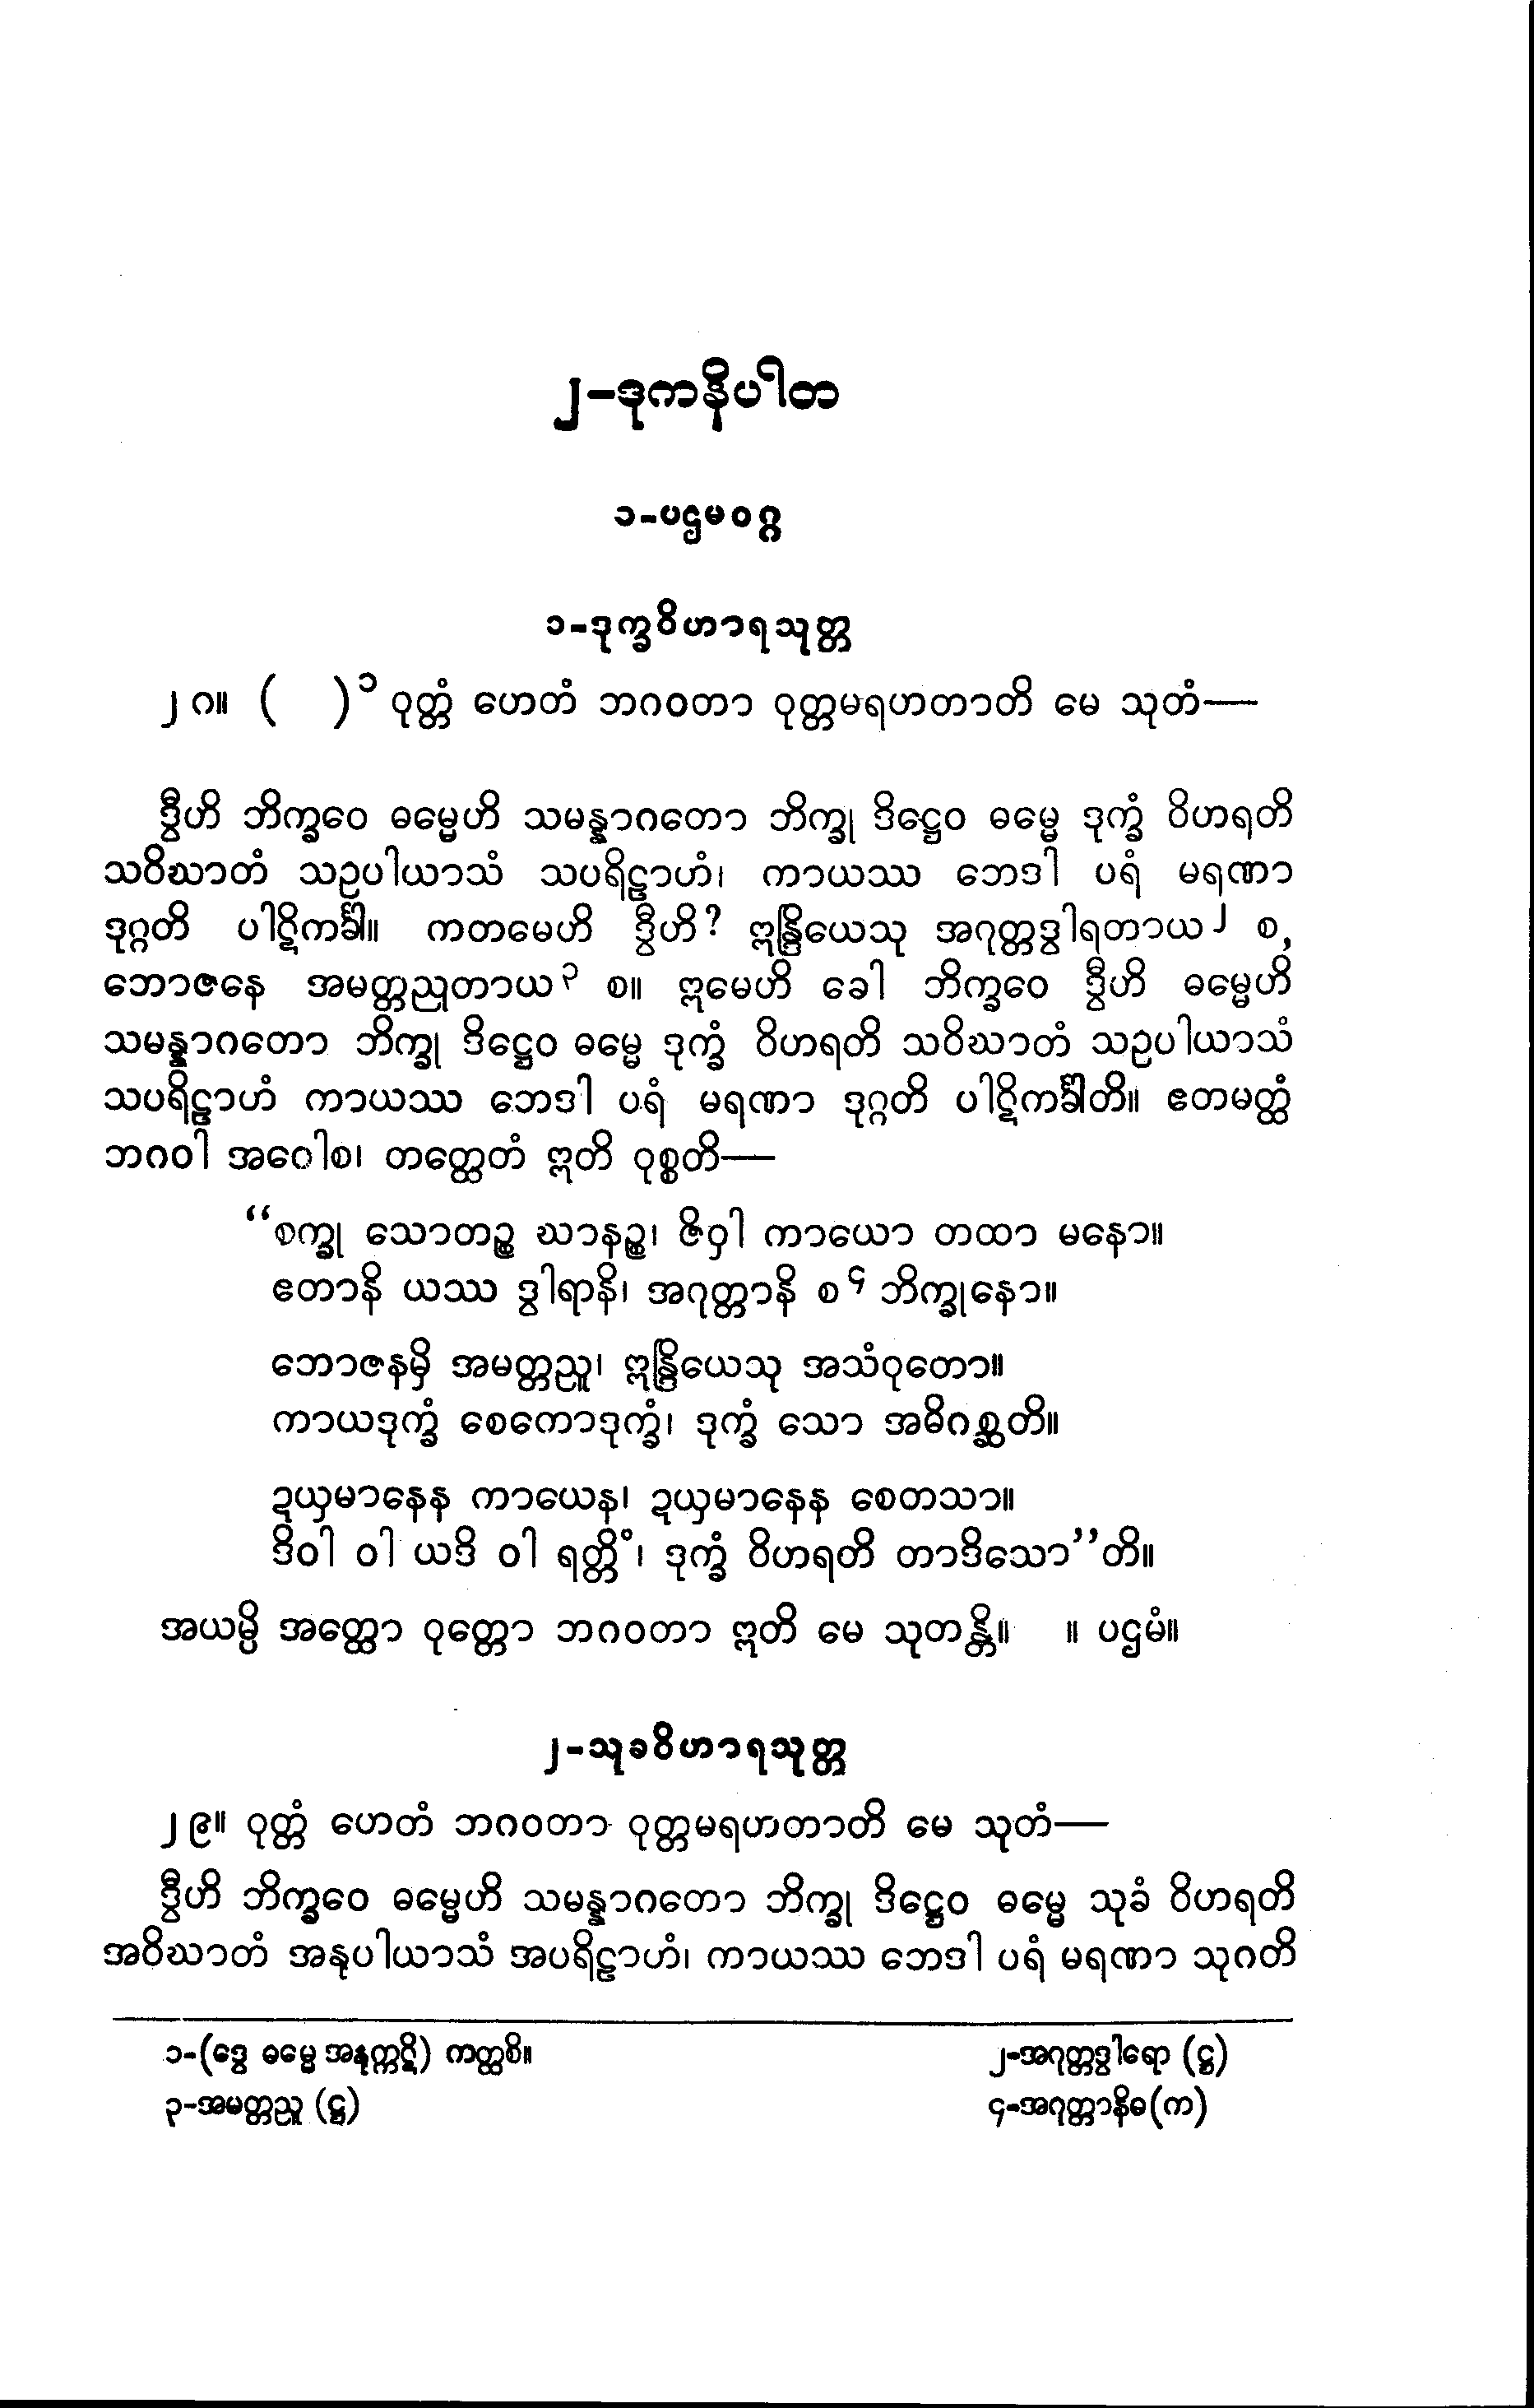 ၂-ဒုကနိပါတ
၁-ပဌမဝဂ္ဂ
၁-ဒုက္ခဝိဟာရသုတ္တ
၂၈။ (   )၁ ဝုတ္တံ ဟေတံ ဘဂဝတာ ဝုတ္တမရဟတာတိ မေ သုတံ—
ဒွီဟိ ဘိက္ခဝေ ဓမ္မေဟိ သမန္နာဂတော ဘိက္ခု ဒိဋ္ဌေဝ ဓမ္မေ ဒုက္ခံ ဝိဟရတိ
သဝိဃာတံ သဥပါယာသံ သပရိဠာဟံ၊ ကာယဿ ဘေဒါ ပရံ မရဏာ
ဒုဂ္ဂတိ ပါဋိကင်္ခါ။ ကတမေဟိ ဒွီဟိ? ဣန္ဒြိယေသု အဂုတ္တဒွါရတာယ၂ စ,
ဘောဇနေ အမတ္တညုတာယ၃ စ။ ဣမေဟိ ခေါ ဘိက္ခဝေ ဒွီဟိ ဓမ္မေဟိ
သမန္နာဂတော ဘိက္ခု ဒိဋ္ဌေဝ ဓမ္မေ ဒုက္ခံ ဝိဟရတိ သဝိဃာတံ သဥပါယာသံ
သပရိဠာဟံ ကာယဿ ဘေဒါ ပရံ မရဏာ ဒုဂ္ဂတိ ပါဋိကင်္ခါတိ။ ဧတမတ္ထံ
ဘဂဝါ အဝေါစ၊ တတ္ထေတံ ဣတိ ဝုစ္စတိ—
“စက္ခု သောတဉ္စ ဃာနဉ္စ၊ ဇိဝှါ ကာယော တထာ မနော။
ဧတာနိ ယဿ ဒွါရာနိ၊ အဂုတ္တာနိ စ၄ ဘိက္ခုနော။
ဘောဇနမှိ အမတ္တညူ၊ ဣန္ဒြိယေသု အသံဝုတော။
ကာယဒုက္ခံ စေတောဒုက္ခံ၊ ဒုက္ခံ သော အဓိဂစ္ဆတိ။
ဍယှမာနေန ကာယေန၊ ဍယှမာနေန စေတသာ။
ဒိဝါ ဝါ ယဒိ ဝါ ရတ္တိံ၊ ဒုက္ခံ ဝိဟရတိ တာဒိသော”တိ။
အယမ္ပိ အတ္ထော ဝုတ္တော ဘဂဝတာ ဣတိ မေ သုတန္တိ။ ။ ပဌမံ။
၂-သုခဝိဟာရသုတ္တ
၂၉။ ဝုတ္တံ ဟေတံ ဘဂဝတာ ဝုတ္တမရဟတာတိ မေ သုတံ—
ဒွီဟိ ဘိက္ခဝေ ဓမ္မေဟိ သမန္နာဂတော ဘိက္ခု ဒိဋ္ဌေဝ ဓမ္မေ သုခံ ဝိဟရတိ
အဝိဃာတံ အနုပါယာသံ အပရိဠာဟံ၊ ကာယဿ ဘေဒါ ပရံ မရဏာ သုဂတိ
၁-(ဒွေ ဓမ္မေ အနုက္ကဋိ) ကတ္ထစိ။ ၂-အဂုတ္တဒွါရော (ဋ္ဌ)
၃-အမတ္တညူ (ဋ္ဌ) ၄-အဂုတ္တာနိဓ(က)